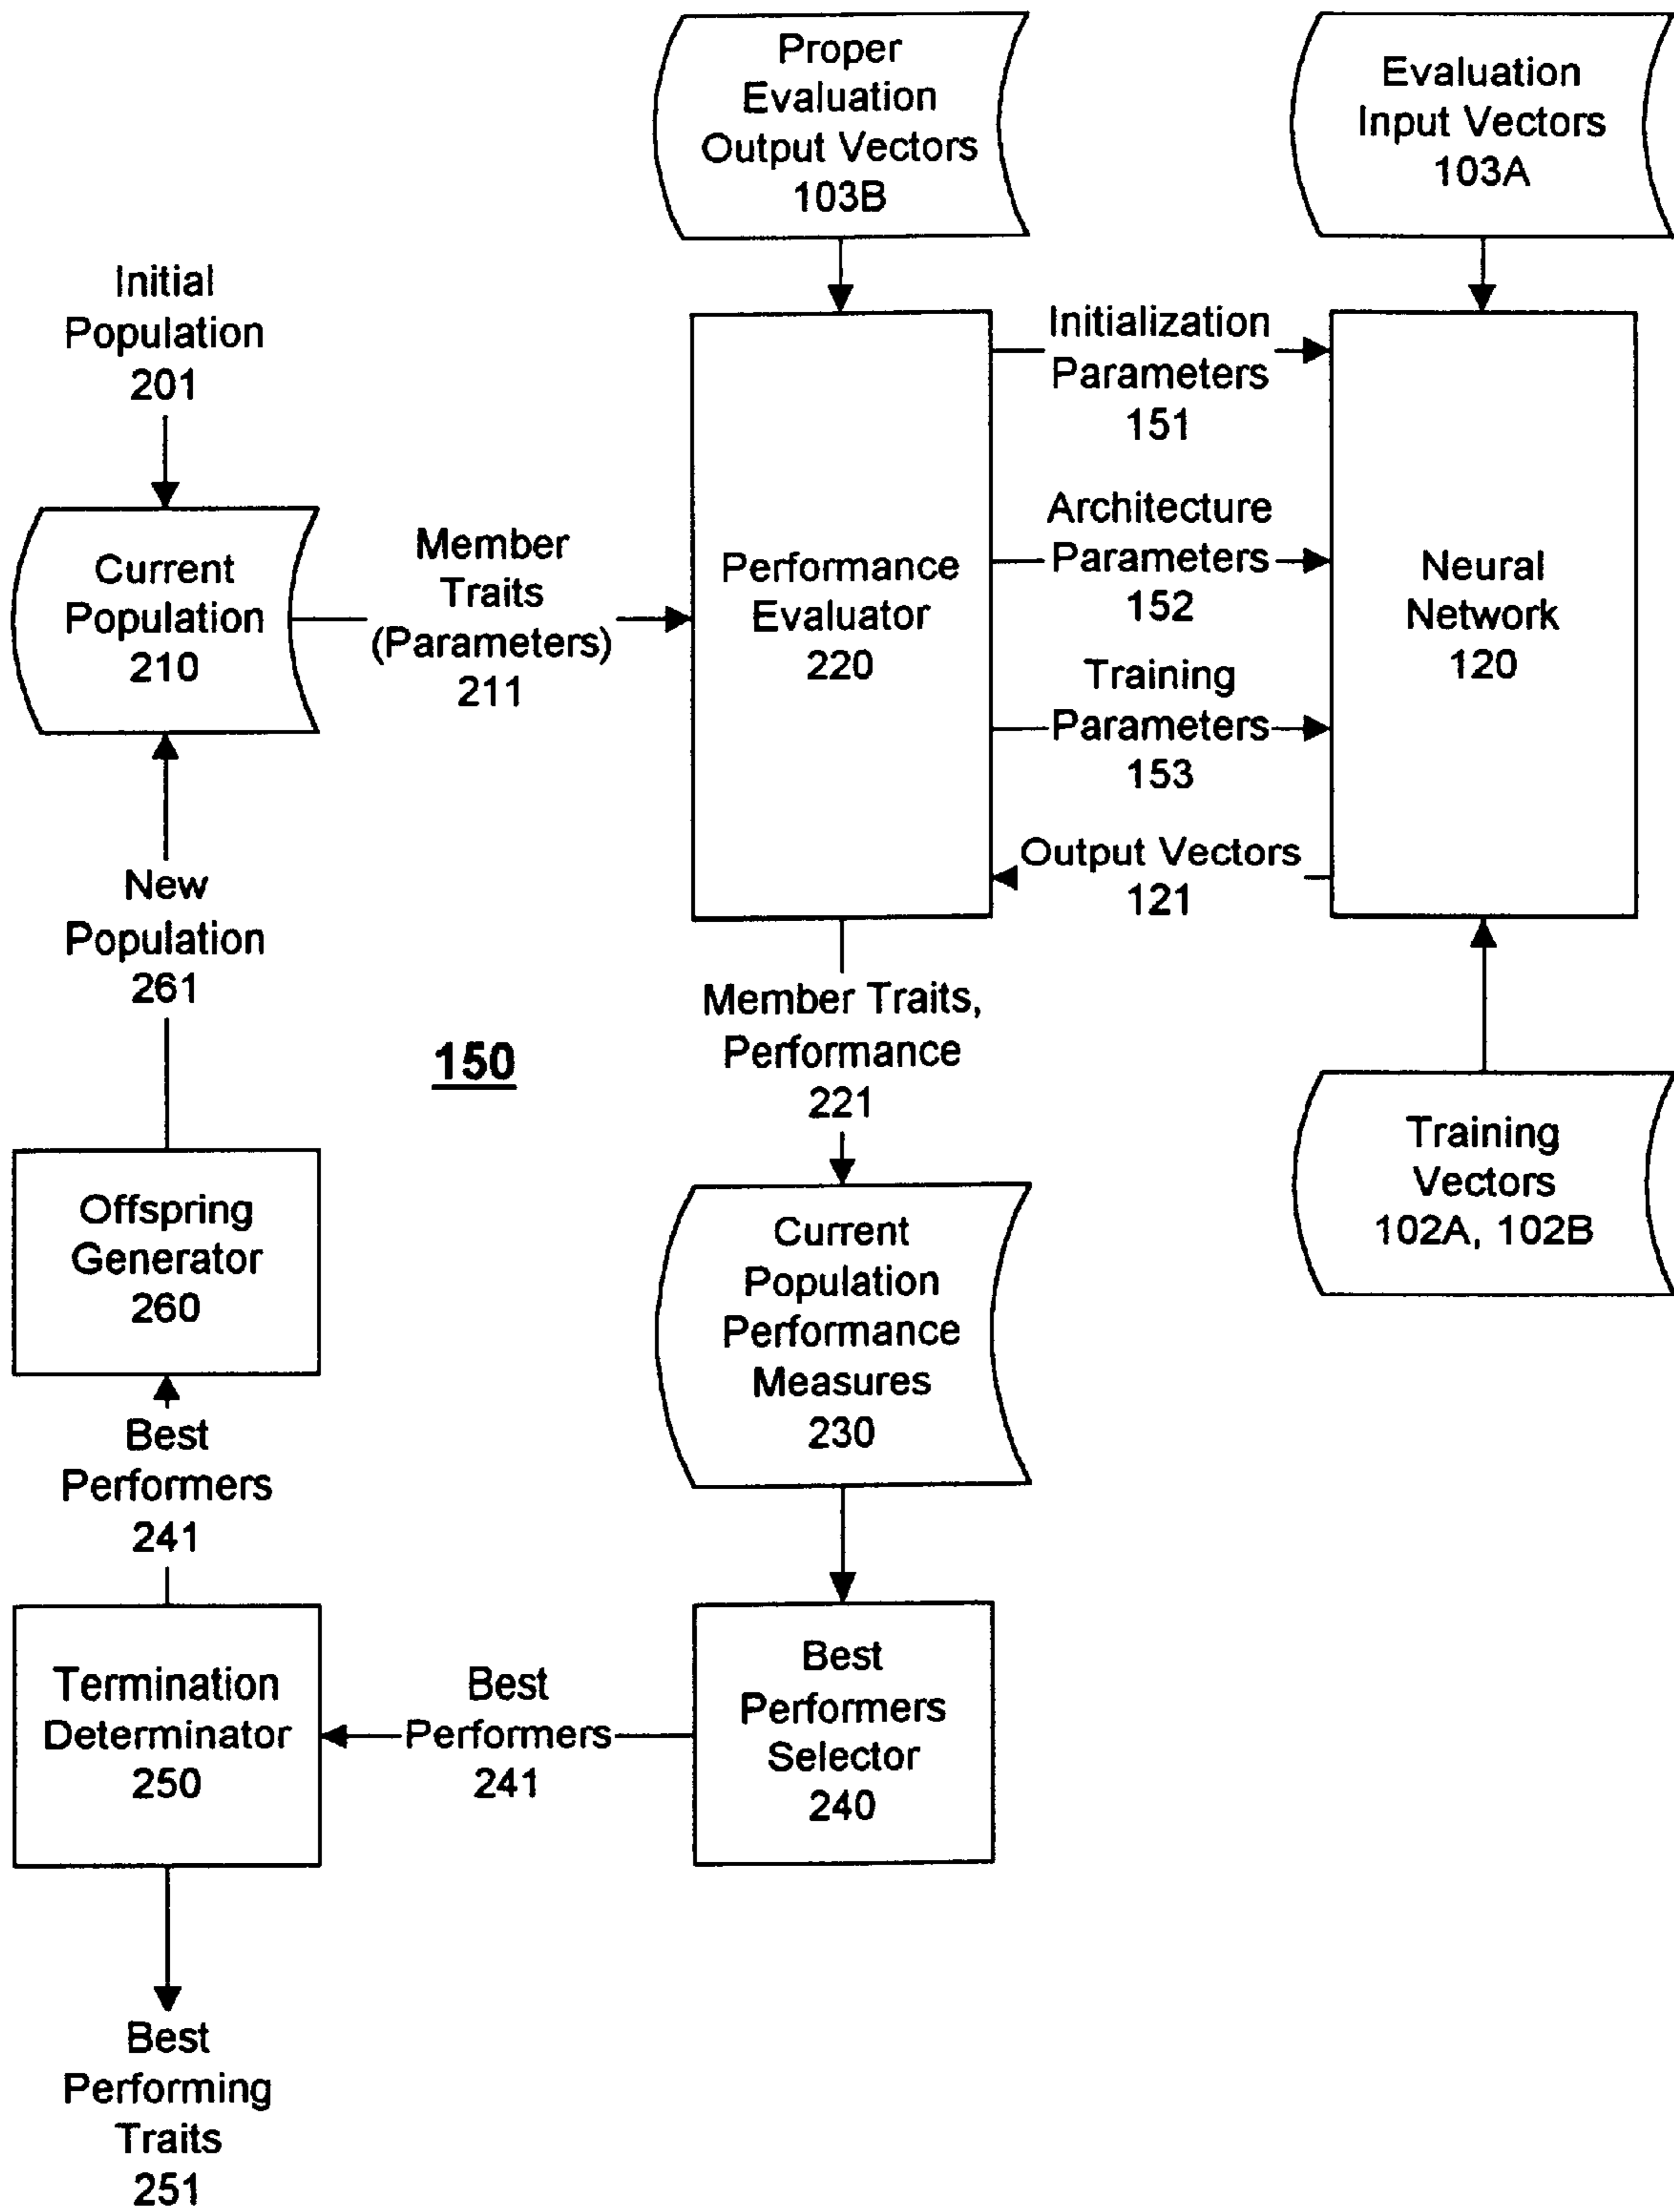 Proper
Evaluation
Output Vectors
103B
Evaluation
Input Vectors
103A
Initial
Population
201
Initialization
Parameters
151
Current
Population
210
Member
Traits
(Parameters)
211
Performance
Evaluator
220
Architecture
Parameters
152
Neural
Network
120
Training
Parameters
153
Output Vectors
121
New
Population
261
Member Traits,
Performance
221
150
Training
Vectors
102A, 102B
Offspring
Generator
260
Current
Population
Performance
Measures
230
Best
Performers
241
Termination
Determinator
250
Best
Performers
241
Best
Performers
Selector
240
Best
Performing
Traits
251